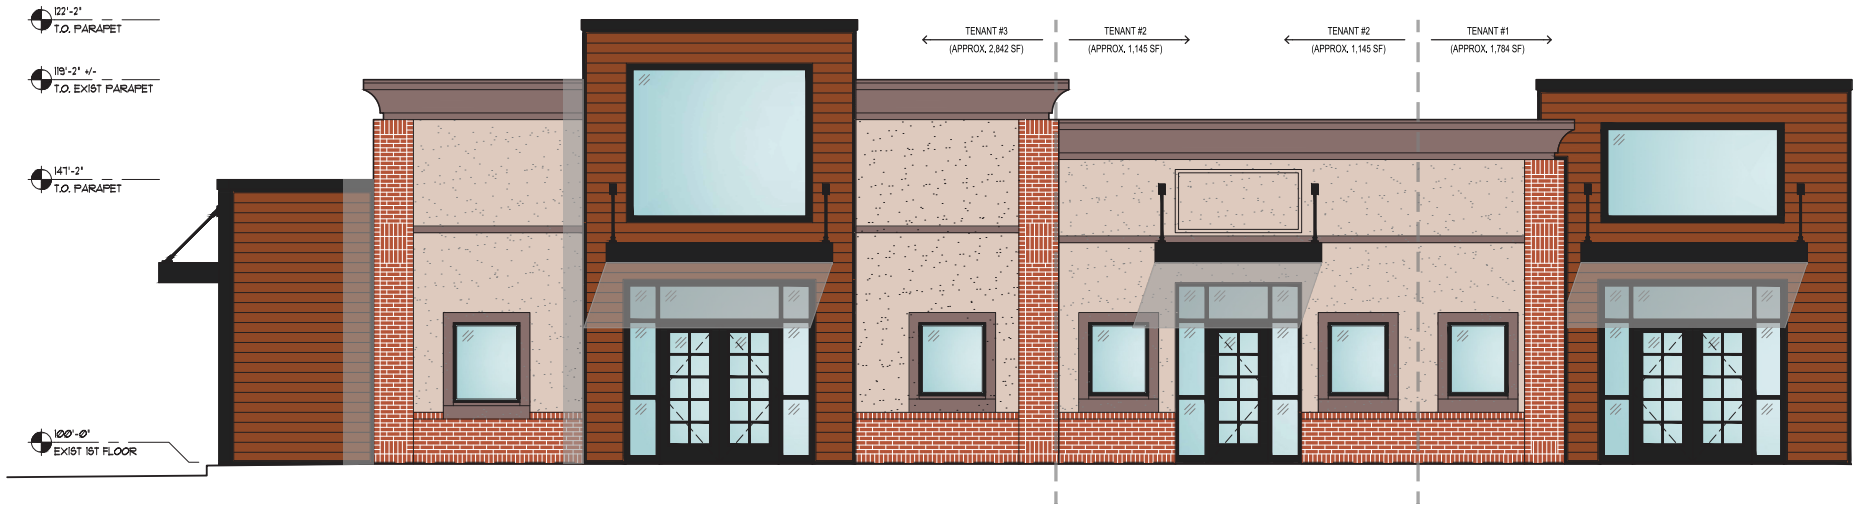 122'-2"
T.O. PARAPET
119'-2" +/-
T.O. EXIST PARAPET
147'-2"
T.O. PARAPET
100'-0"
EXIST 1ST FLOOR
TENANT #3
(APPROX. 2,842 SF)
TENANT #2
(APPROX. 1,145 SF)
TENANT #2
(APPROX. 1,145 SF)
TENANT #1
(APPROX. 1,784 SF)